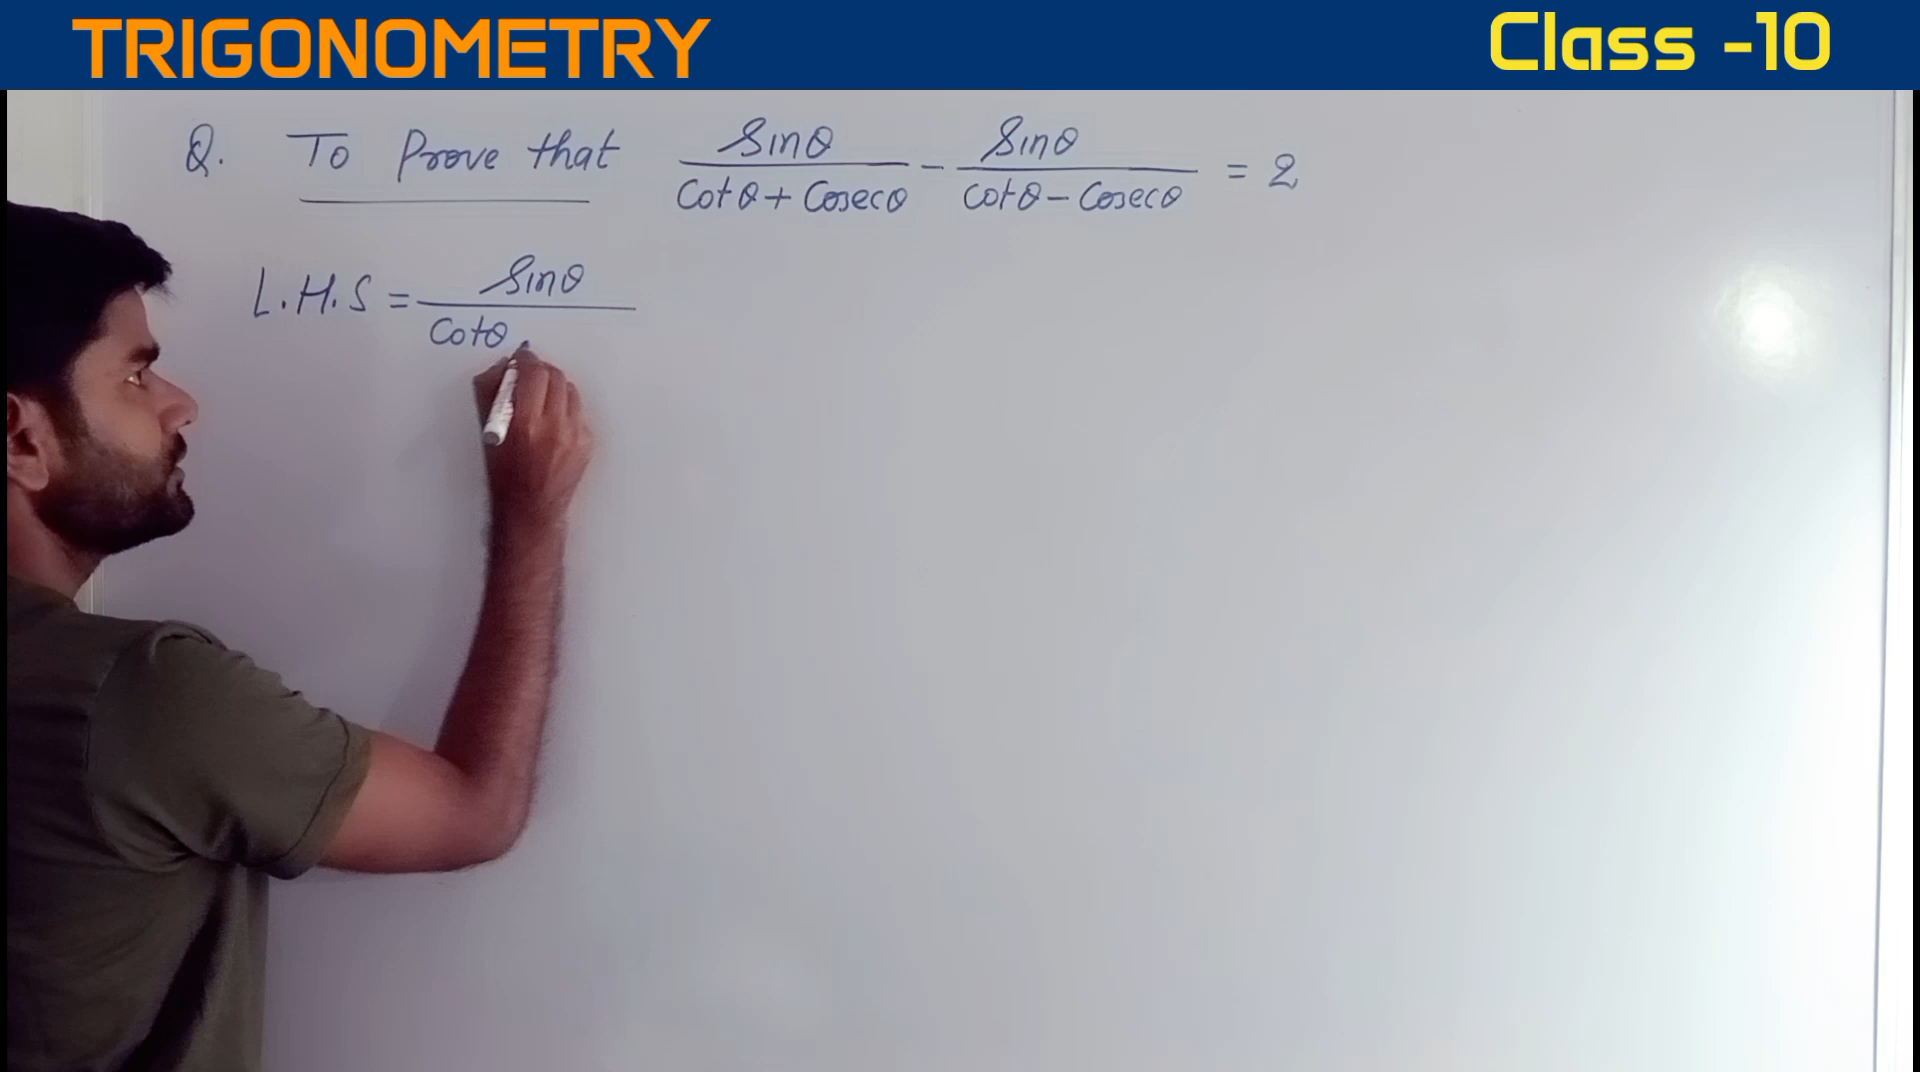 TRIGONOMETRY Class -10
Q. To Prove that Sinθ/(Cotθ + Cosecθ) - Sinθ/(Cotθ - Cosecθ) = 2
L.H.S = Sinθ/Cotθ